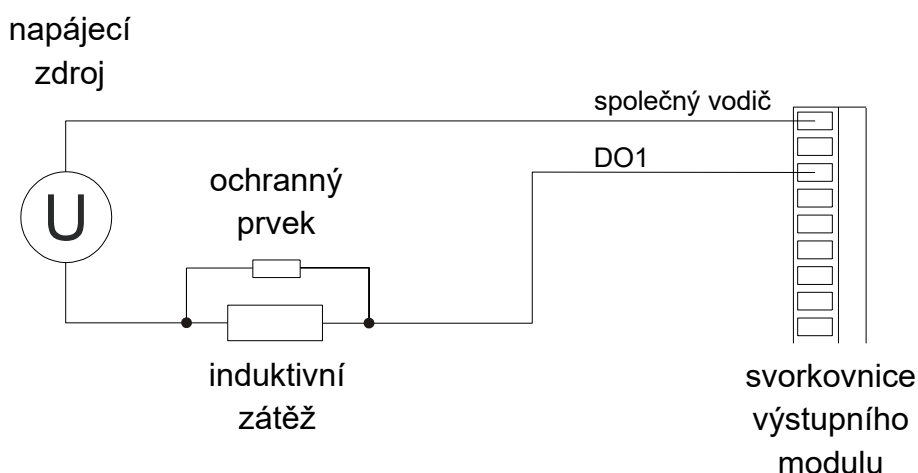 napájecí
zdroj
společný vodič
DO1
ochranný
prvek
U
induktivní
zátěž
svorkovnice
výstupního
modulu